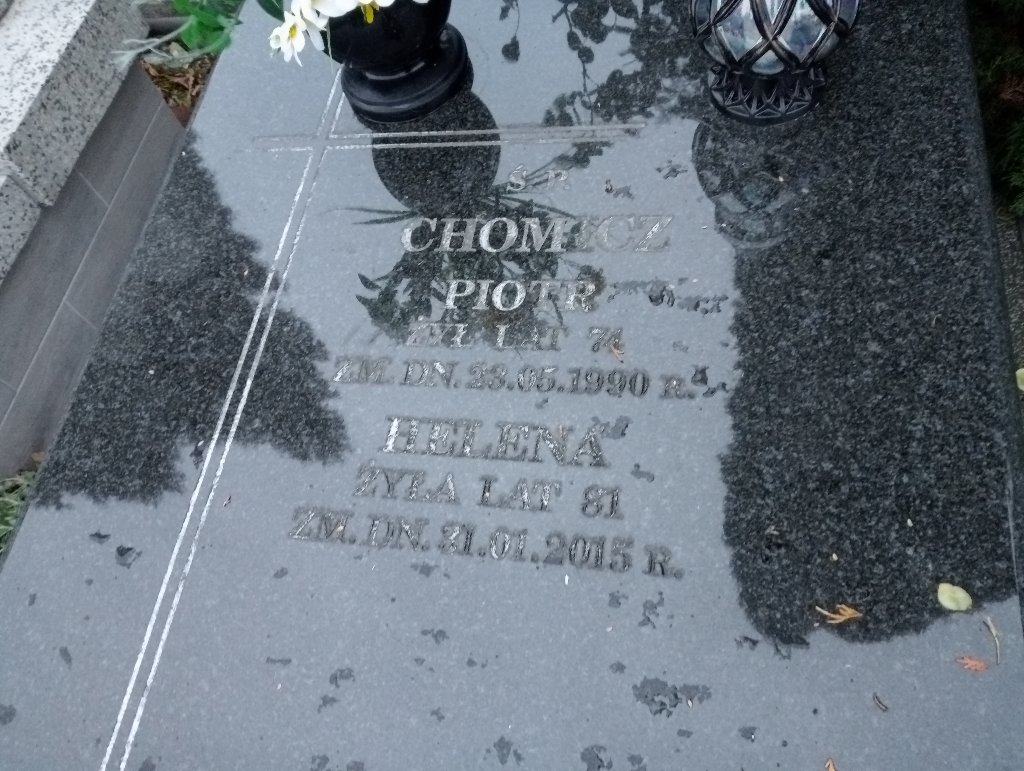 Ś. P.
CHOMICZ
PIOTR
ŻYŁ LAT 74
ZM. DN. 23.05.1990 R.
HELENA
ŻYŁA LAT 81
ZM. DN. 31.01.2015 R.